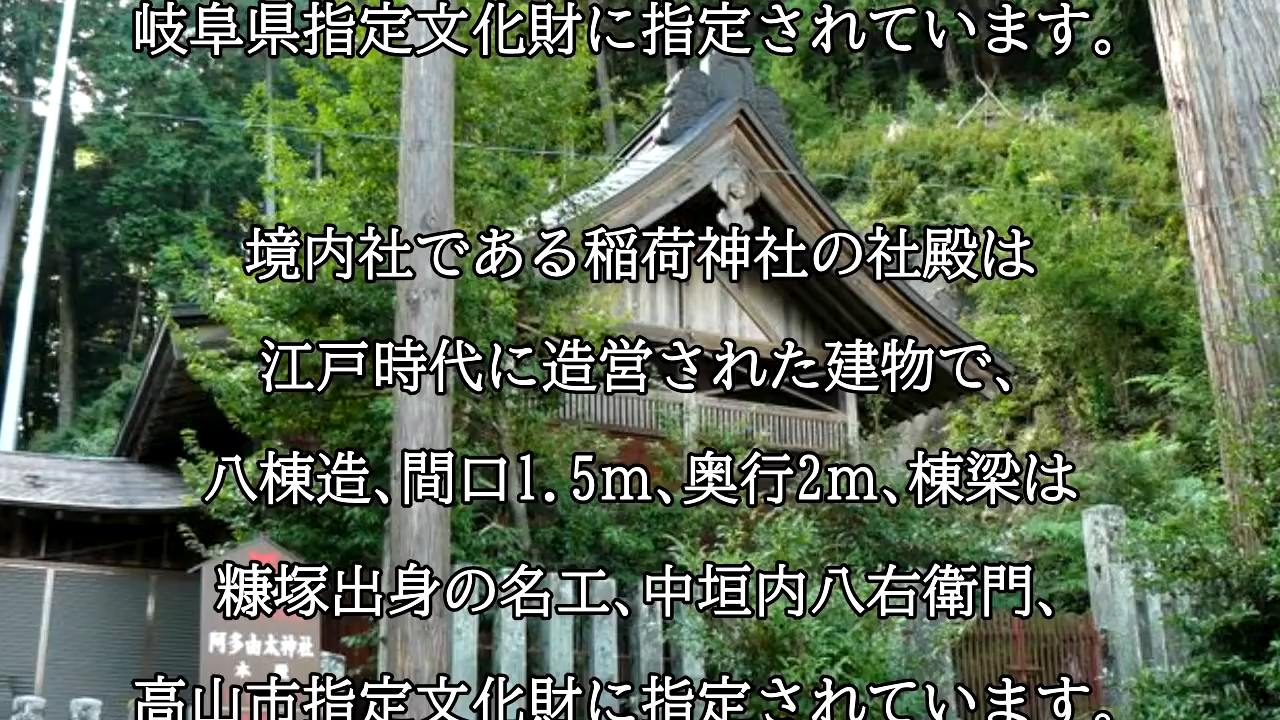 岐阜県指定文化財に指定されています。
境内社である稲荷神社の社殿は
江戸時代に造営された建物で、
八棟造、間口1.5m、奥行2m、棟梁は
糠塚出身の名工、中垣内八右衛門、
阿多由太神社
本殿
高山市指定文化財に指定されています。